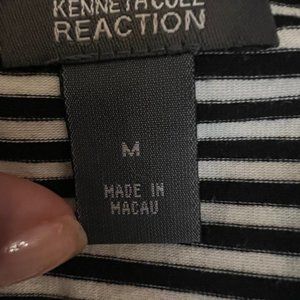 KENNETH COLE
REACTION
M
MADE IN
MACAU